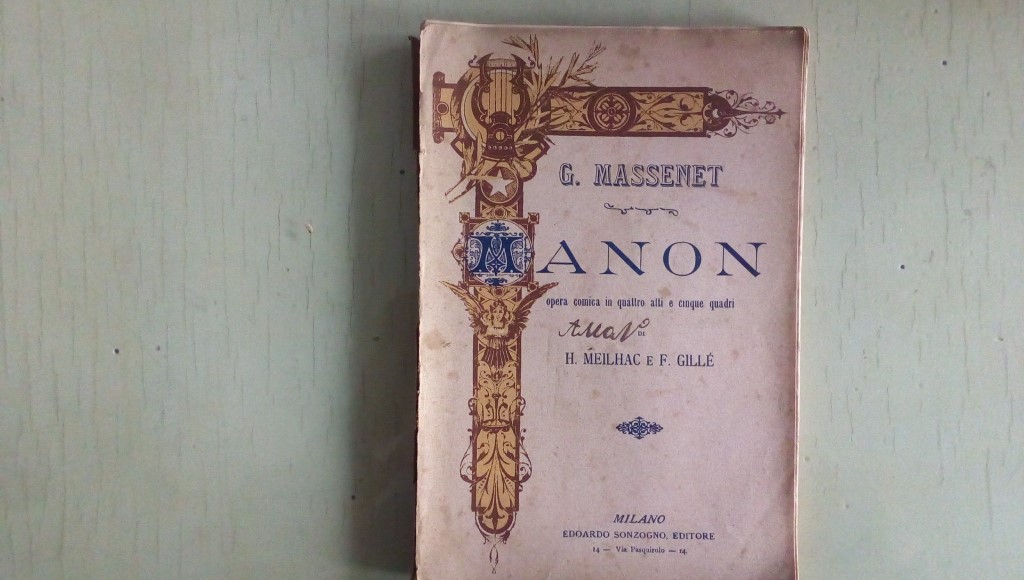 G. MASSENET
MANON
opera comica in quattro atti e cinque quadri
DI
H. MEILHAC E F. GILLÉ
MILANO
EDOARDO SONZOGNO, EDITORE
14 — Via Pasquirolo — 14.